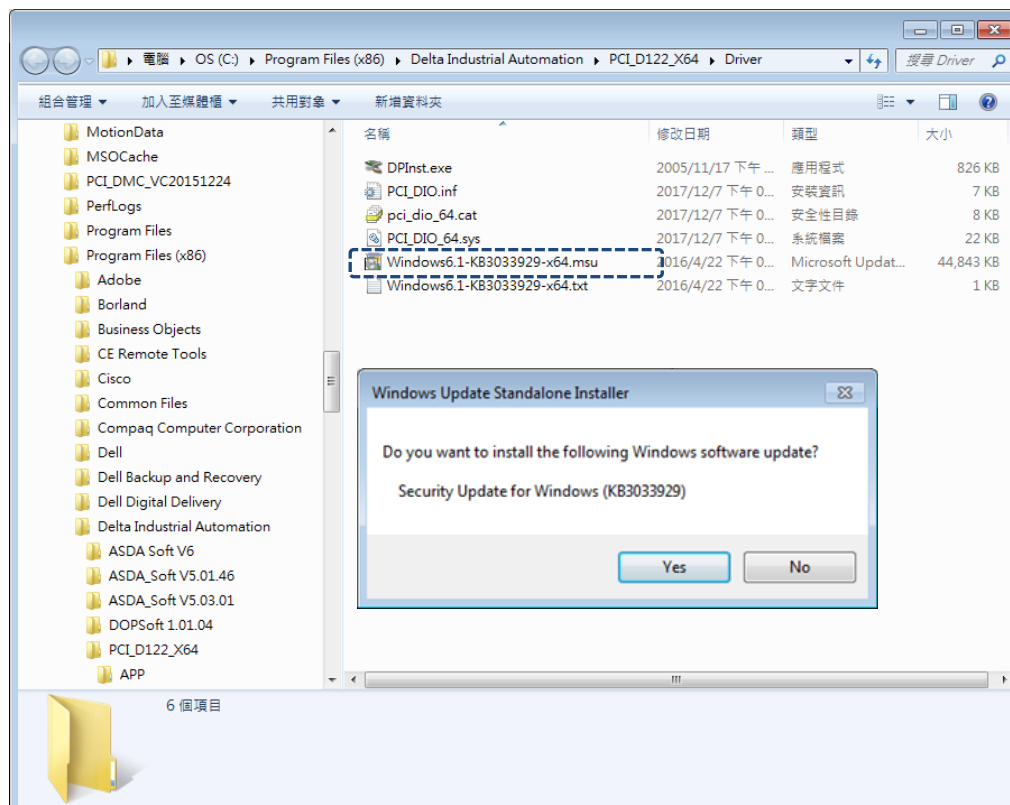 電腦 OS (C:) Program Files (x86) Delta Industrial Automation PCI_D122_X64 Driver 搜尋 Driver
組合管理 加入至媒體櫃 共用對象 新增資料夾
MotionData
MSOCache
PCI_DMC_VC20151224
PerfLogs
Program Files
Program Files (x86)
Adobe
Borland
Business Objects
CE Remote Tools
Cisco
Common Files
Compaq Computer Corporation
Dell
Dell Backup and Recovery
Dell Digital Delivery
Delta Industrial Automation
ASDA Soft V6
ASDA_Soft V5.01.46
ASDA_Soft V5.03.01
DOPSoft 1.01.04
PCI_D122_X64
APP
名稱 修改日期 類型 大小
DPInst.exe 2005/11/17 下午 ... 應用程式 826 KB
PCI_DIO.inf 2017/12/7 下午 0... 安裝資訊 7 KB
pci_dio_64.cat 2017/12/7 下午 0... 安全性目錄 8 KB
PCI_DIO_64.sys 2017/12/7 下午 0... 系統檔案 22 KB
Windows6.1-KB3033929-x64.msu 2016/4/22 下午 0... Microsoft Updat... 44,843 KB
Windows6.1-KB3033929-x64.txt 2016/4/22 下午 0... 文字文件 1 KB
Windows Update Standalone Installer
Do you want to install the following Windows software update?
Security Update for Windows (KB3033929)
Yes No
6 個項目